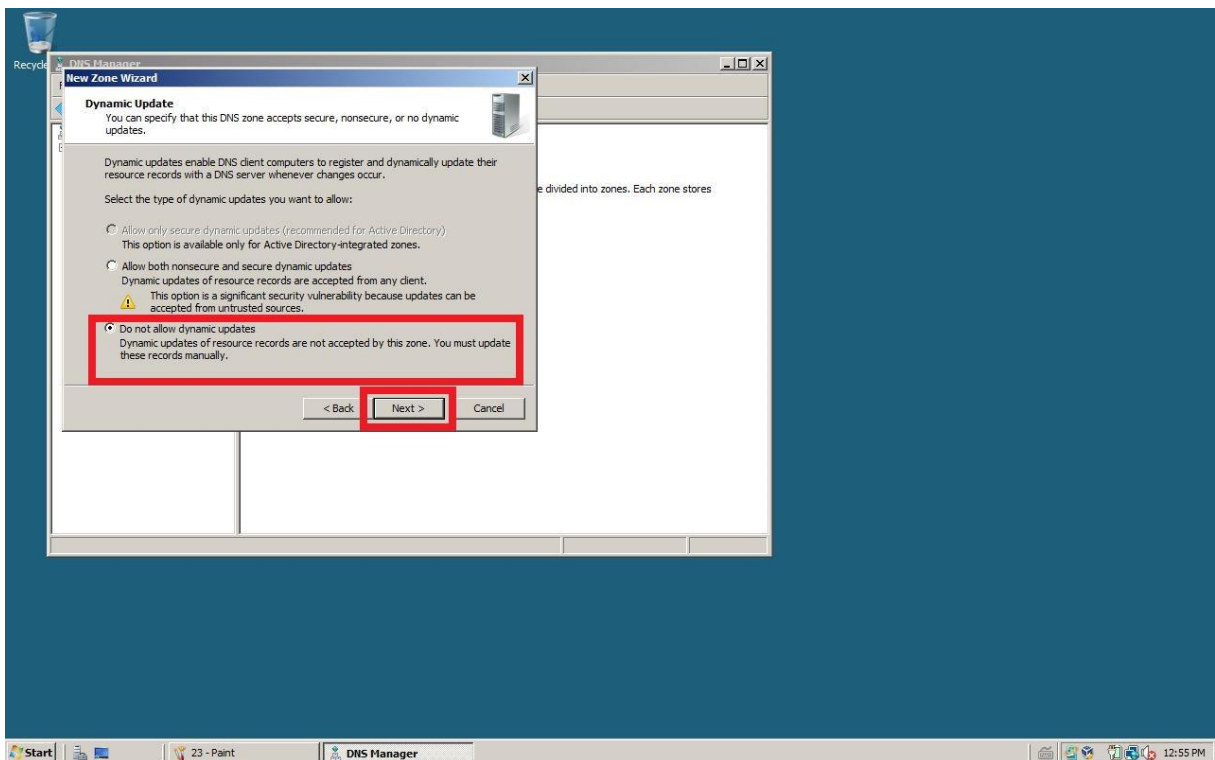 Recycle
DNS Manager
New Zone Wizard
Dynamic Update
You can specify that this DNS zone accepts secure, nonsecure, or no dynamic
updates.
Dynamic updates enable DNS client computers to register and dynamically update their
resource records with a DNS server whenever changes occur.
e divided into zones. Each zone stores
Select the type of dynamic updates you want to allow:
Allow only secure dynamic updates (recommended for Active Directory)
This option is available only for Active Directory-integrated zones.
Allow both nonsecure and secure dynamic updates
Dynamic updates of resource records are accepted from any client.
This option is a significant security vulnerability because updates can be
accepted from untrusted sources.
Do not allow dynamic updates
Dynamic updates of resource records are not accepted by this zone. You must update
these records manually.
< Back Next > Cancel
Start 23 - Paint DNS Manager 12:55 PM